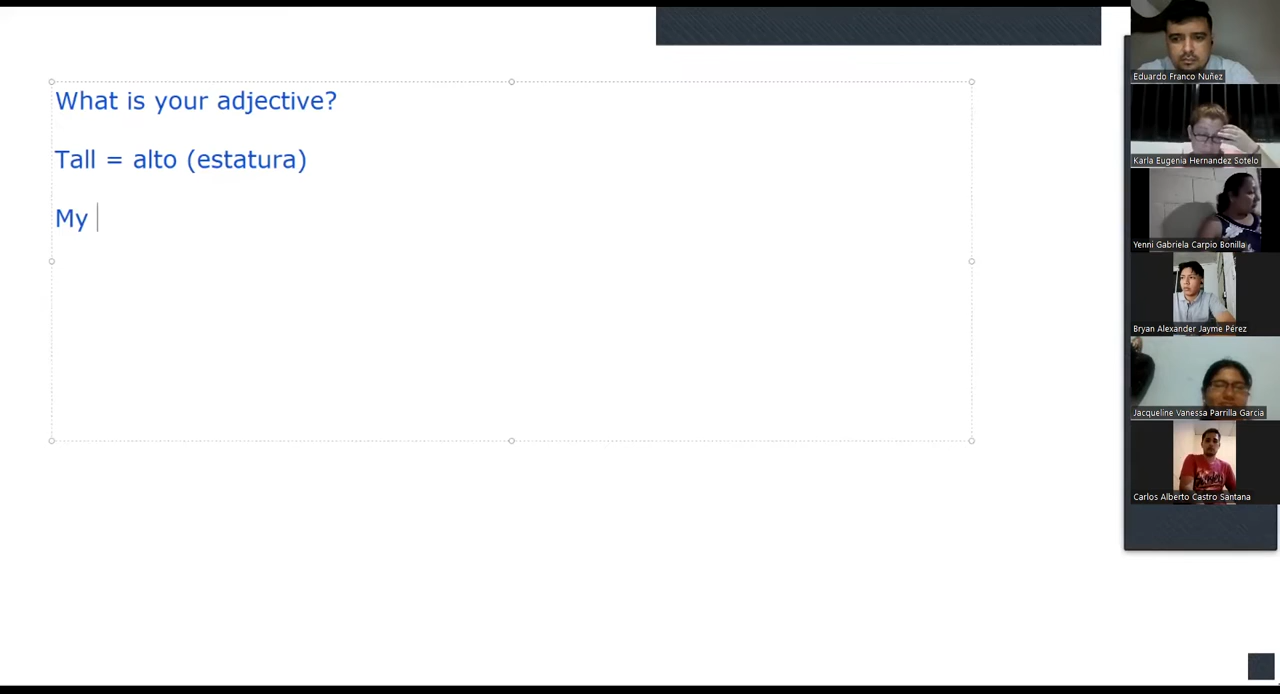 What is your adjective?
Tall = alto (estatura)
My
Eduardo Franco Nuñez
Karla Eugenia Hernandez Sotelo
Yenni Gabriela Carpio Bonilla
Bryan Alexander Jayme Pérez
Jacqueline Vanessa Parrilla Garcia
Carlos Alberto Castro Santana